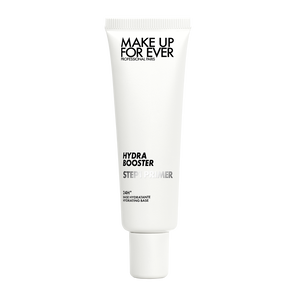 MAKE UP
FOR EVER
PROFESSIONAL PARIS
HYDRA
BOOSTER
STEP 1 PRIMER
24H*
BASE HYDRATANTE
HYDRATING BASE